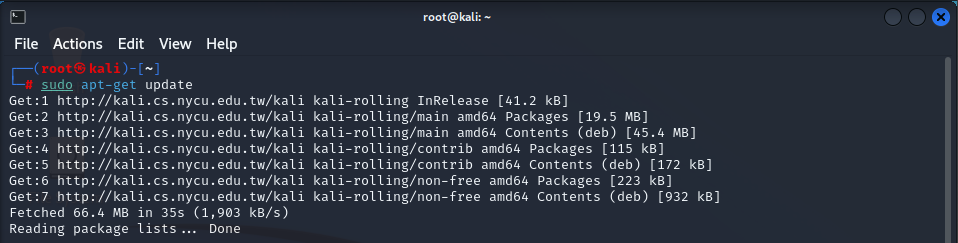 root@kali: ~
File Actions Edit View Help
┌──(root㉿kali)-[~]
└─# sudo apt-get update
Get:1 http://kali.cs.nycu.edu.tw/kali kali-rolling InRelease [41.2 kB]
Get:2 http://kali.cs.nycu.edu.tw/kali kali-rolling/main amd64 Packages [19.5 MB]
Get:3 http://kali.cs.nycu.edu.tw/kali kali-rolling/main amd64 Contents (deb) [45.4 MB]
Get:4 http://kali.cs.nycu.edu.tw/kali kali-rolling/contrib amd64 Packages [115 kB]
Get:5 http://kali.cs.nycu.edu.tw/kali kali-rolling/contrib amd64 Contents (deb) [172 kB]
Get:6 http://kali.cs.nycu.edu.tw/kali kali-rolling/non-free amd64 Packages [223 kB]
Get:7 http://kali.cs.nycu.edu.tw/kali kali-rolling/non-free amd64 Contents (deb) [932 kB]
Fetched 66.4 MB in 35s (1,903 kB/s)
Reading package lists... Done